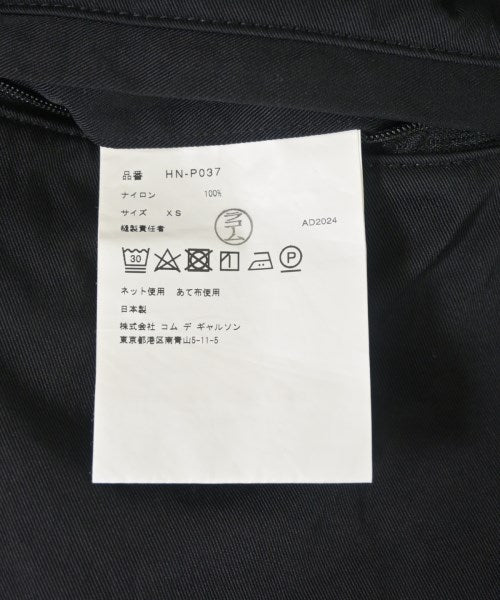 品番 HN-P037
ナイロン 100%
サイズ XS
縫製責任者 コム AD2024
30 P
ネット使用 あて布使用
日本製
株式会社 コム デ ギャルソン
東京都港区南青山5-11-5